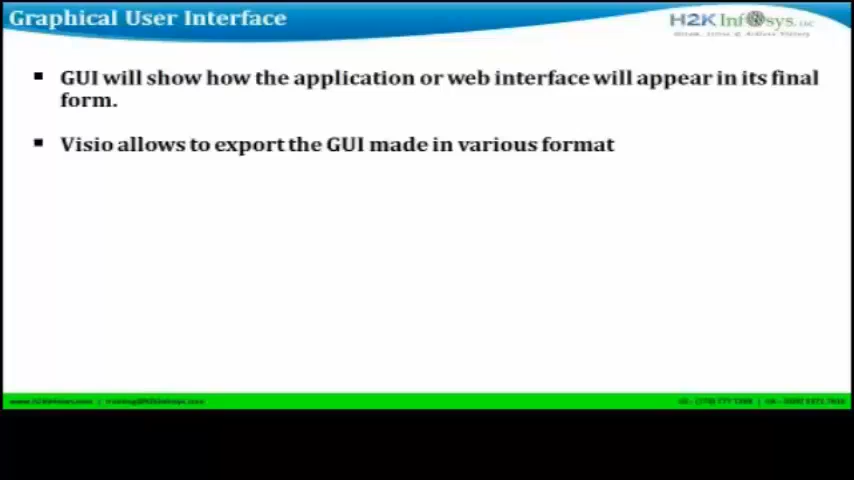 Graphical User Interface
H2K Infosys LLC
▪ GUI will show how the application or web interface will appear in its final
form.
▪ Visio allows to export the GUI made in various format